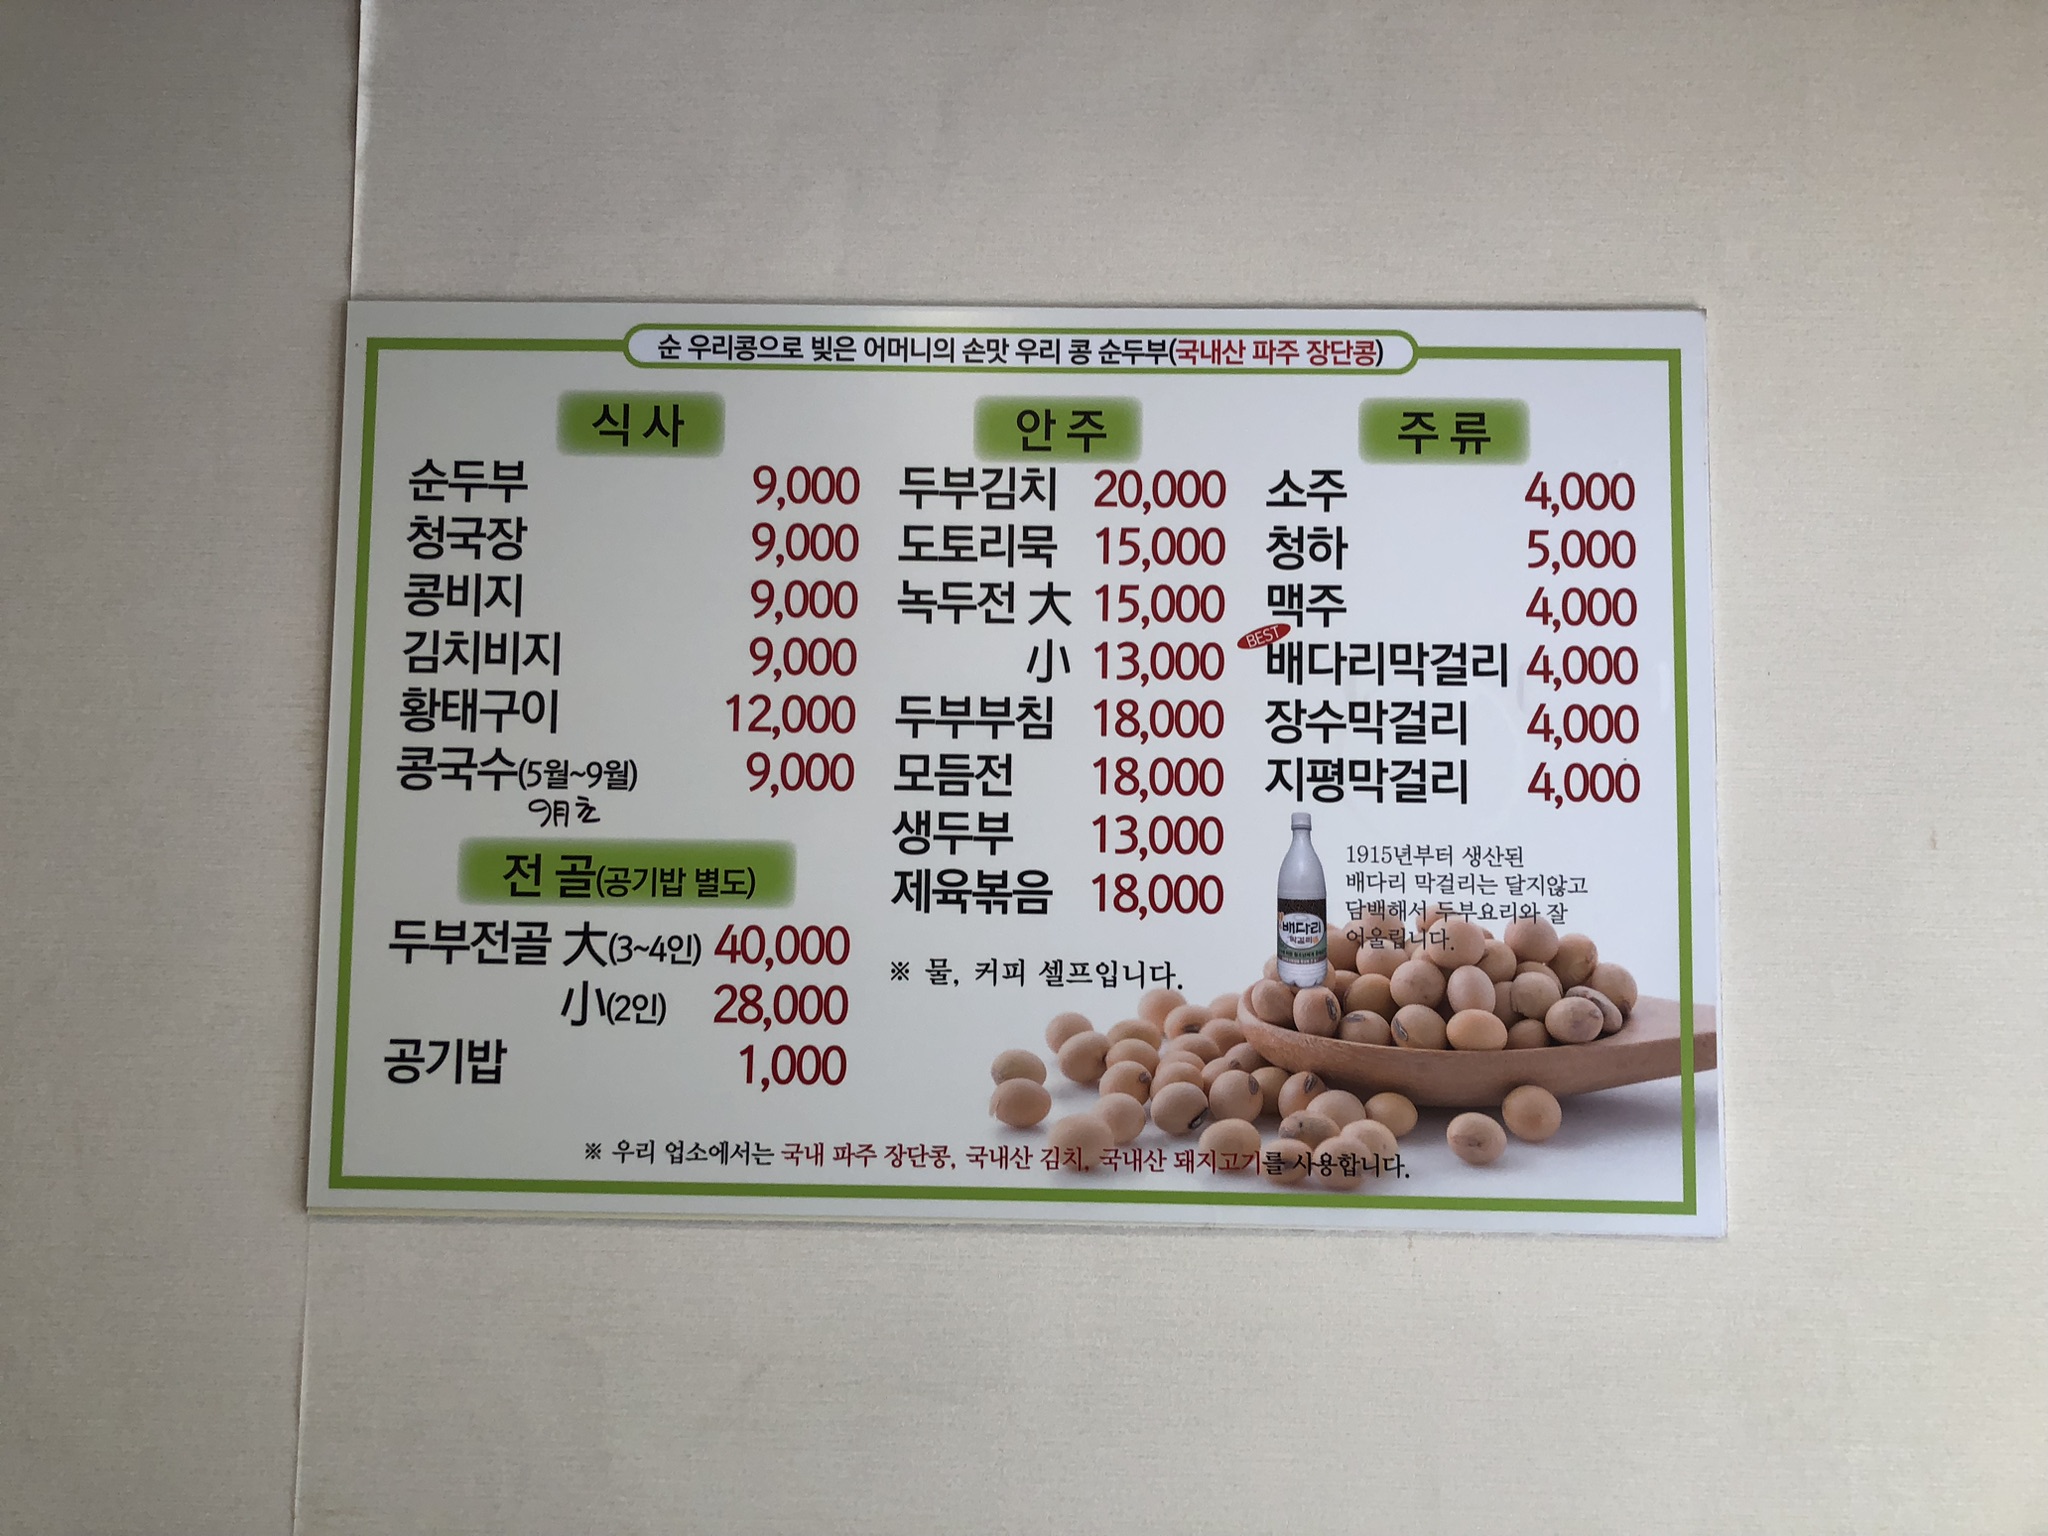 순 우리콩으로 빚은 어머니의 손맛 우리 콩 순두부(국내산 파주 장단콩)
식사
순두부 9,000
청국장 9,000
콩비지 9,000
김치비지 9,000
황태구이 12,000
콩국수(5월~9월) 9,000
9月초
전골(공기밥 별도)
두부전골 大(3~4인) 40,000
小(2인) 28,000
공기밥 1,000
안주
두부김치 20,000
도토리묵 15,000
녹두전 大 15,000
小 13,000
두부부침 18,000
모듬전 18,000
생두부 13,000
제육볶음 18,000
※ 물, 커피 셀프입니다.
주류
소주 4,000
청하 5,000
맥주 4,000
BEST
배다리막걸리 4,000
장수막걸리 4,000
지평막걸리 4,000
1915년부터 생산된
배다리 막걸리는 달지않고
담백해서 두부요리와 잘
어울립니다.
배다리
막걸리
※ 우리 업소에서는 국내 파주 장단콩, 국내산 김치, 국내산 돼지고기를 사용합니다.